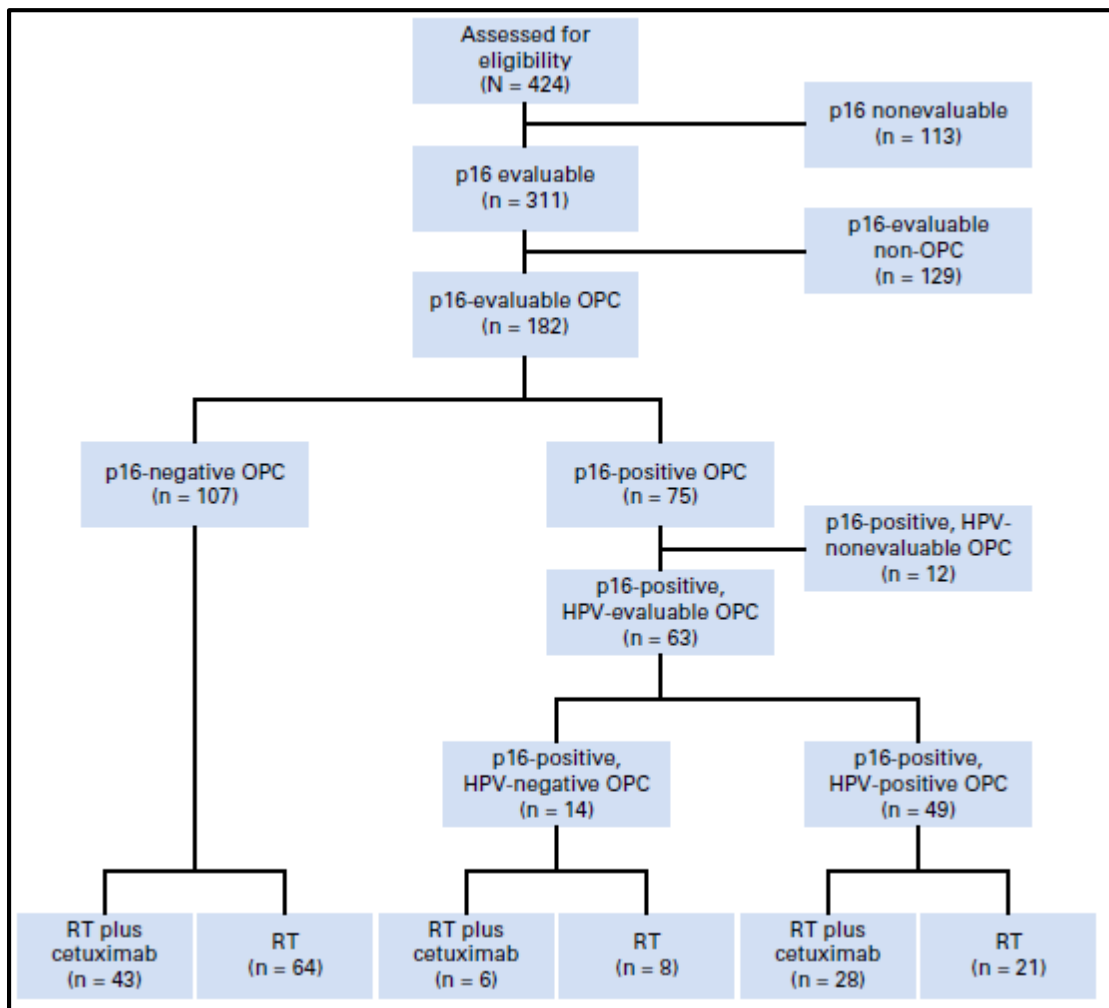 Assessed for
eligibility
(N = 424)
p16 nonevaluable
(n = 113)
p16 evaluable
(n = 311)
p16-evaluable
non-OPC
(n = 129)
p16-evaluable OPC
(n = 182)
p16-negative OPC
(n = 107)
p16-positive OPC
(n = 75)
p16-positive, HPV-
nonevaluable OPC
(n = 12)
p16-positive,
HPV-evaluable OPC
(n = 63)
p16-positive,
HPV-negative OPC
(n = 14)
p16-positive,
HPV-positive OPC
(n = 49)
RT plus
cetuximab
(n = 43)
RT
(n = 64)
RT plus
cetuximab
(n = 6)
RT
(n = 8)
RT plus
cetuximab
(n = 28)
RT
(n = 21)